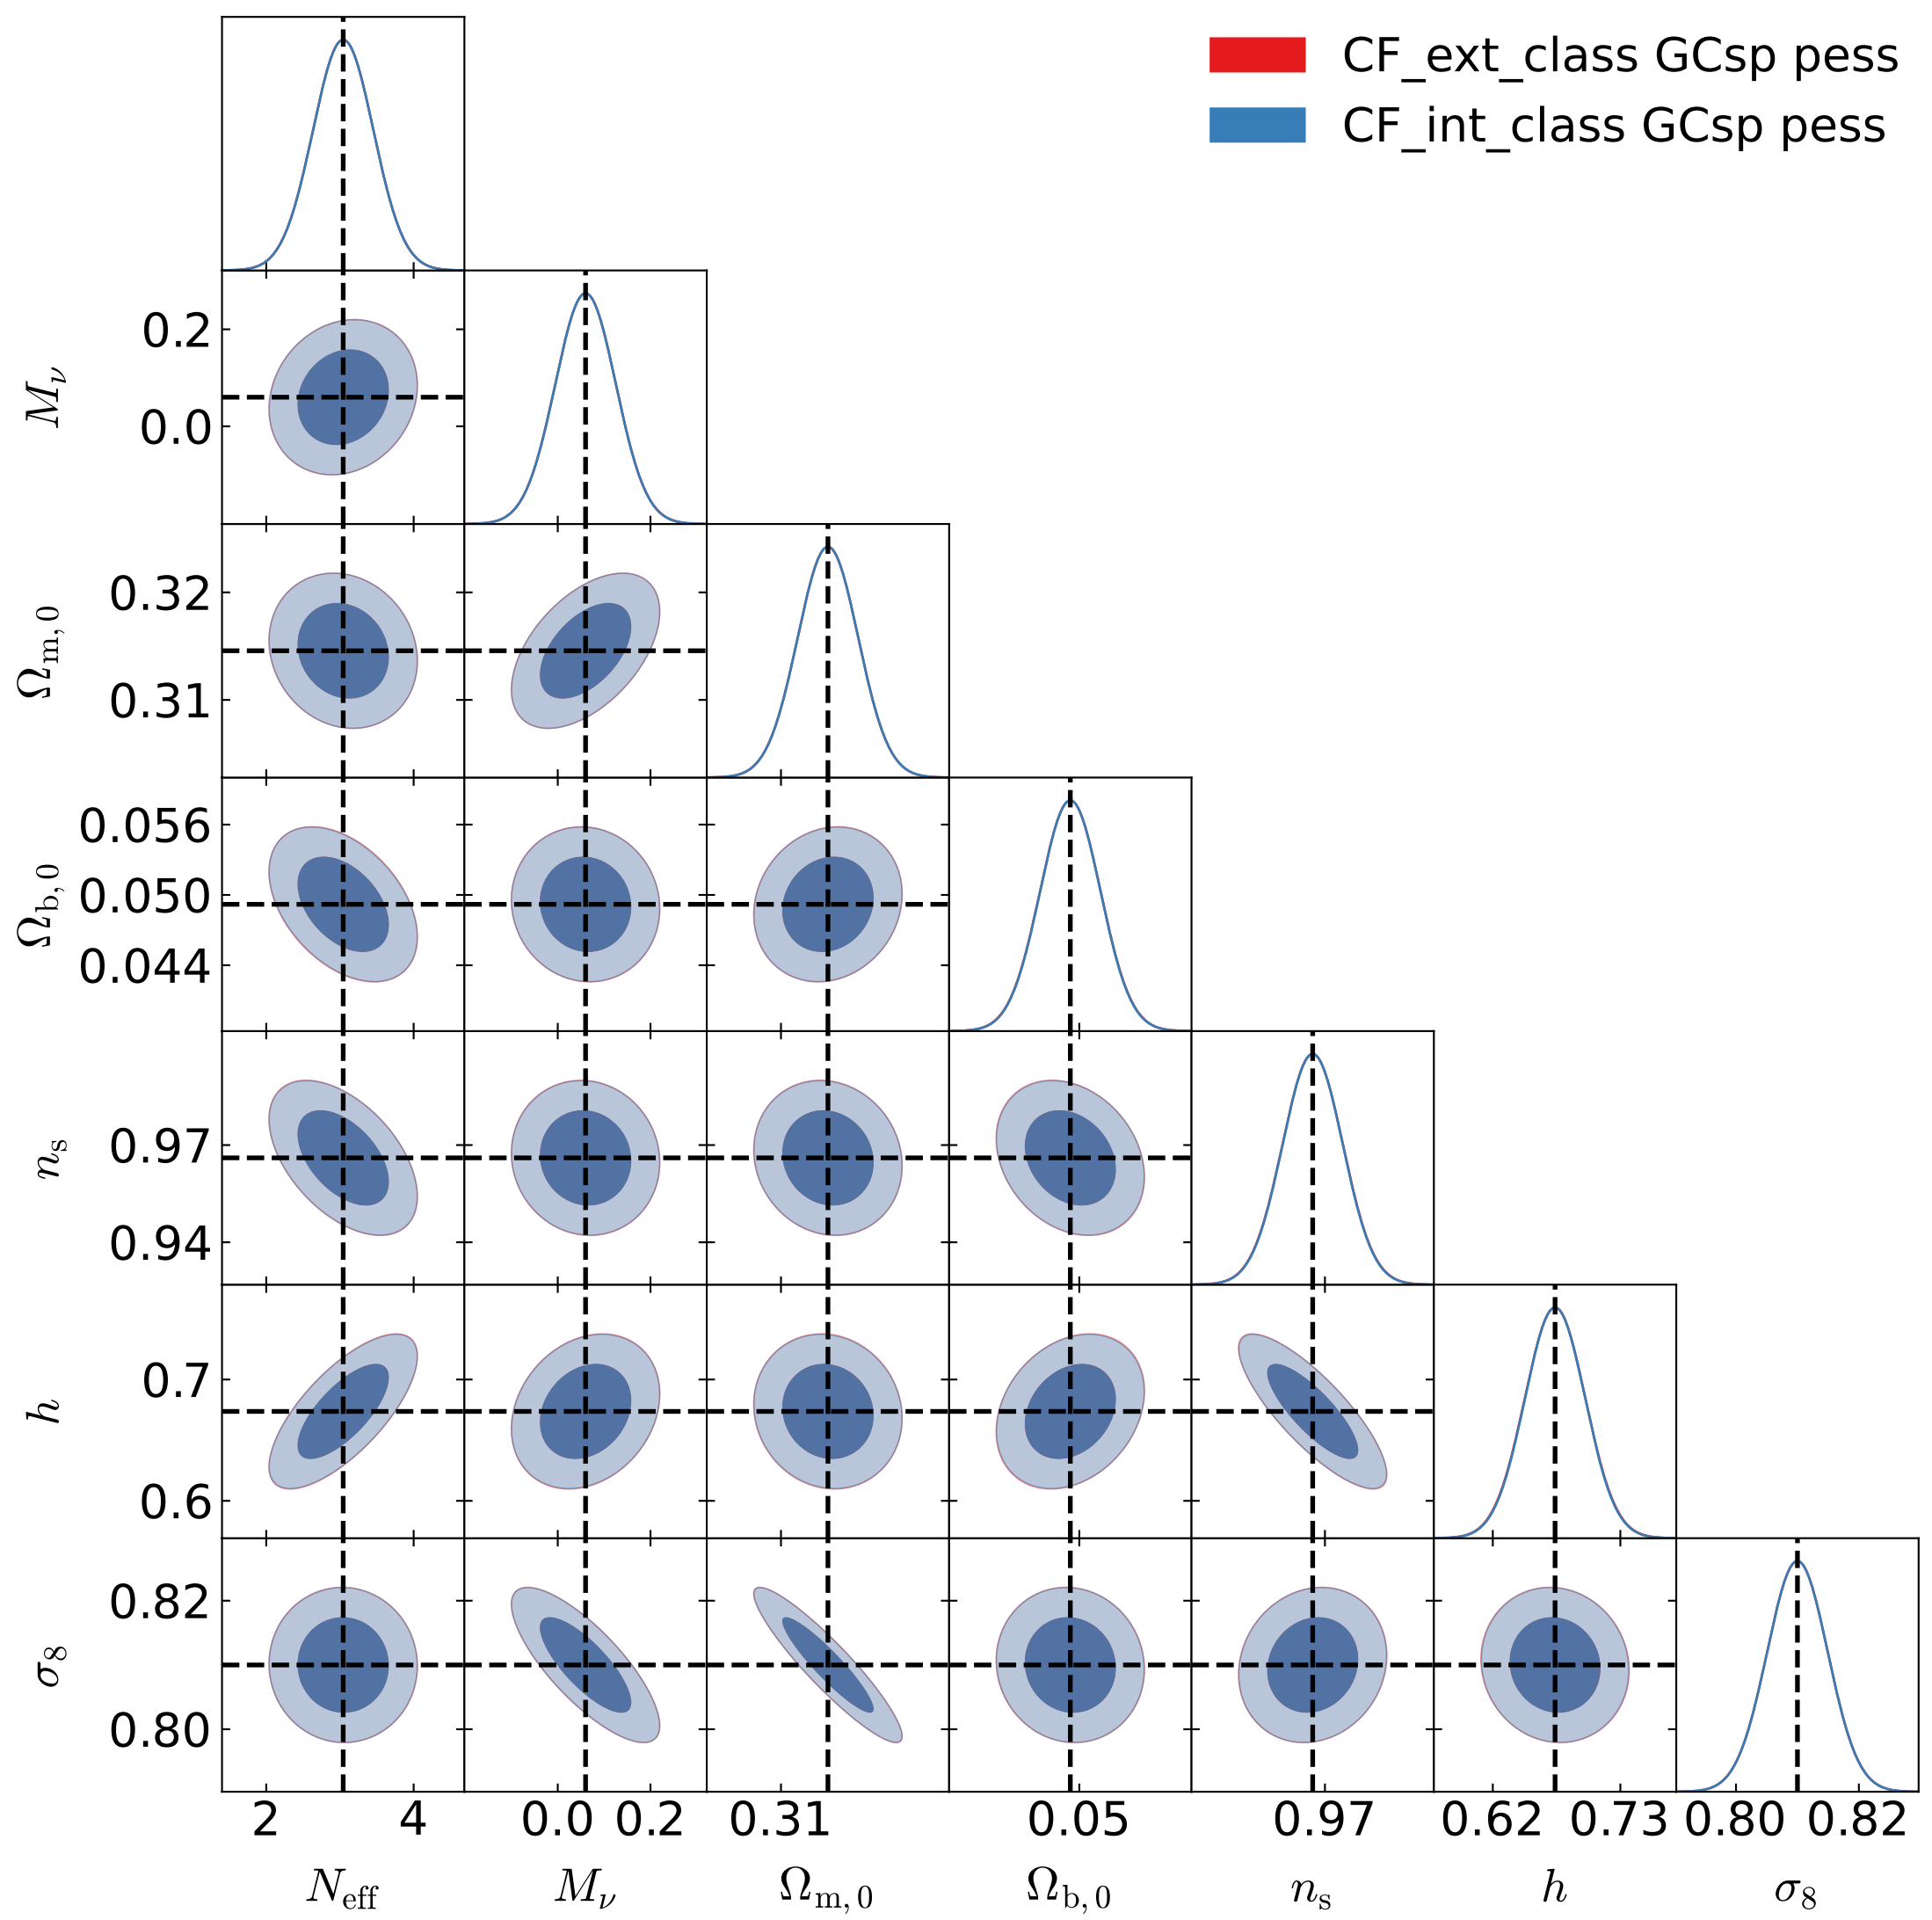 CF_ext_class GCsp pess
CF_int_class GCsp pess
0.2
0.0
M_ν
0.32
0.31
Ω_m,0
0.056
0.050
0.044
Ω_b,0
0.97
0.94
n_s
0.7
0.6
h
0.82
0.80
σ_8
2 4 0.0 0.2 0.31 0.05 0.97 0.62 0.73 0.80 0.82
N_eff M_ν Ω_m,0 Ω_b,0 n_s h σ_8